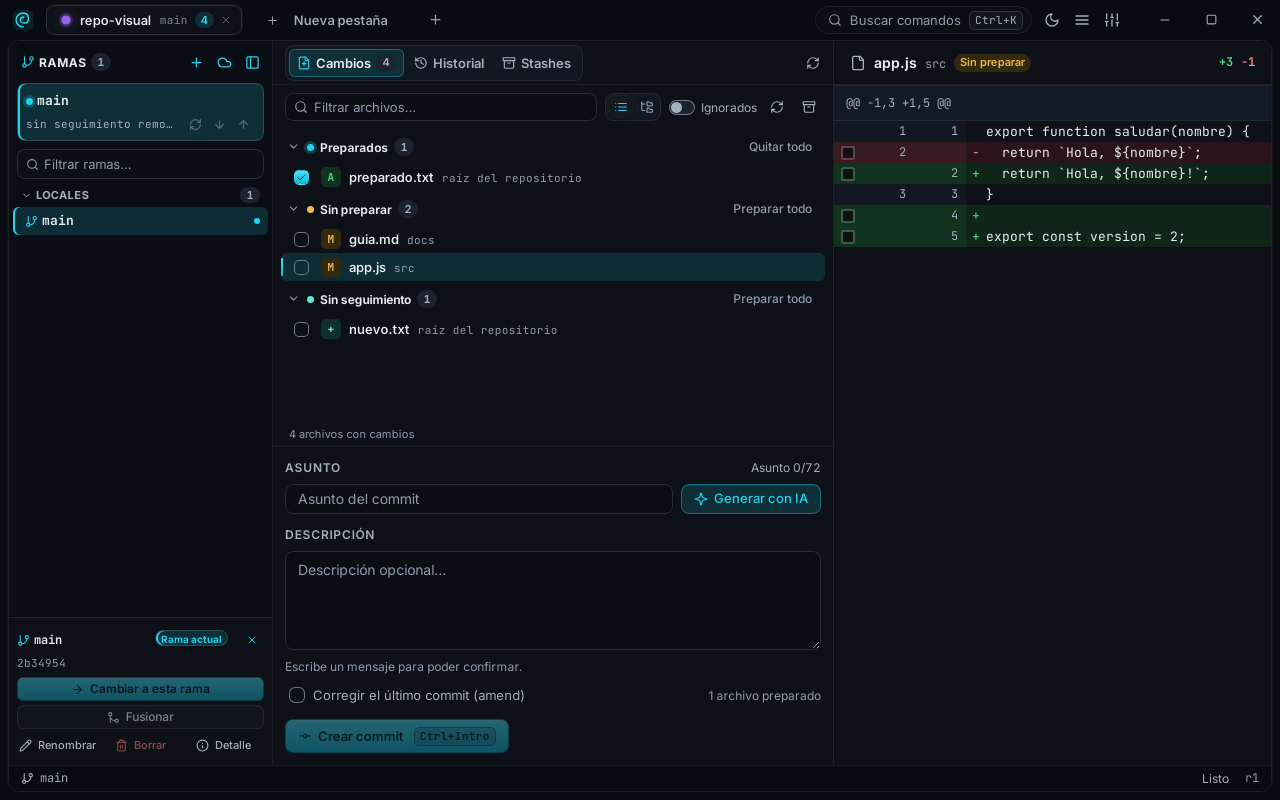 repo-visual main 4
Nueva pestaña
Buscar comandos Ctrl+K
RAMAS 1
main
sin seguimiento remo…
Filtrar ramas...
LOCALES 1
main
main Rama actual
2b34954
Cambiar a esta rama
Fusionar
Renombrar Borrar Detalle
Cambios 4 Historial Stashes
Filtrar archivos... Ignorados
Preparados 1 Quitar todo
A preparado.txt raíz del repositorio
Sin preparar 2 Preparar todo
M guia.md docs
M app.js src
Sin seguimiento 1 Preparar todo
+ nuevo.txt raíz del repositorio
4 archivos con cambios
ASUNTO Asunto 0/72
Asunto del commit Generar con IA
DESCRIPCIÓN
Descripción opcional...
Escribe un mensaje para poder confirmar.
Corregir el último commit (amend) 1 archivo preparado
Crear commit Ctrl+Intro
app.js src Sin preparar +3 -1
@@ -1,3 +1,5 @@
1 1 export function saludar(nombre) {
2 - return `Hola, ${nombre}`;
2 + return `Hola, ${nombre}!`;
3 3 }
4 +
5 + export const version = 2;
main Listo r1